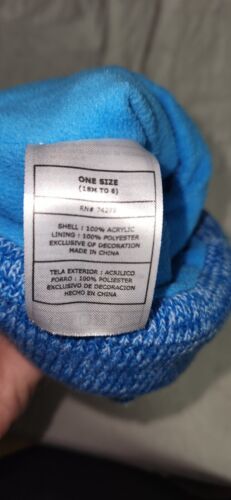 ONE SIZE
(18M TO 6)
RN# 74277
SHELL : 100% ACRYLIC
LINING : 100% POLYESTER
EXCLUSIVE OF DECORATION
MADE IN CHINA
TELA EXTERIOR : ACRILICO
FORRO : 100% POLIESTER
EXCLUSIVO DE DECORACION
HECHO EN CHINA